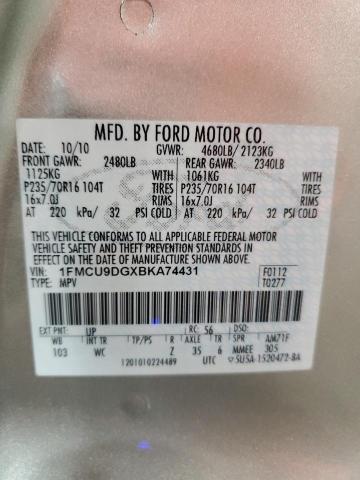 MFD. BY FORD MOTOR CO.
DATE: 10/10 GVWR: 4680LB/ 2123KG
FRONT GAWR: 2480LB REAR GAWR: 2340LB
1125KG WITH 1061KG WITH
P235/70R16 104T TIRES P235/70R16 104T TIRES
16x7.0J RIMS 16x7.0J RIMS
AT 220 kPa/ 32 PSI COLD AT 220 kPa/ 32 PSI COLD
THIS VEHICLE CONFORMS TO ALL APPLICABLE FEDERAL MOTOR
VEHICLE SAFETY AND THEFT PREVENTION STANDARDS IN
EFFECT ON THE DATE OF MANUFACTURE SHOWN ABOVE.
VIN: 1FMCU9DGXBKA74431 F0112
TYPE: MPV T0277
EXT PNT: UP RC: 56 DSO:
WB INT TR TP/PS R AXLE TR SPR AM71F
103 WC Z 35 6 MMEE 305
1201010224489 UTC SU5A-1520472-BA